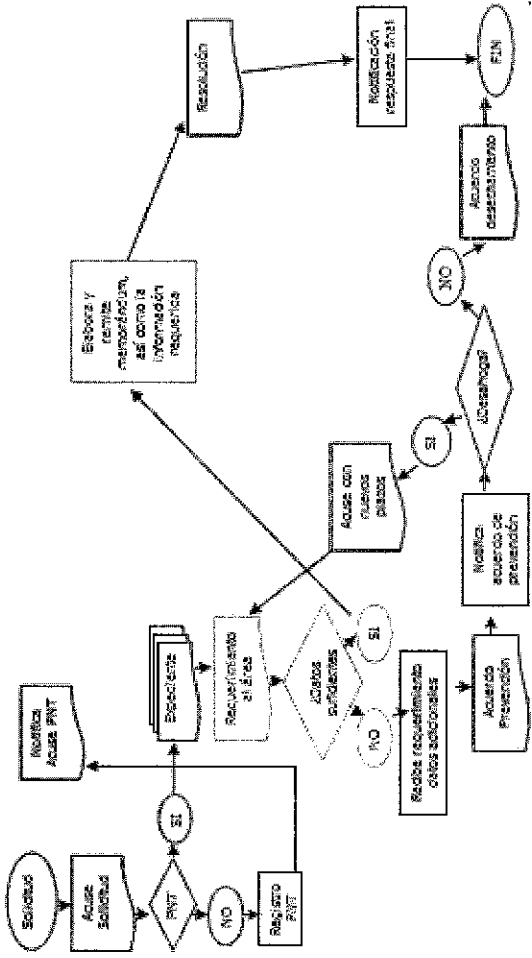 Solicitud
Acuse
Solicitud
PNT
SI
NO
Registro
PNT
Notifica
Acuse PNT
Expediente
Requerimiento
al área
¿Datos
suficientes
SI
NO
Recibe requerimiento
datos adicionales
Acuerdo
Prevención
Notifica
acuerdo de
prevención
¿Desahoga?
SI
NO
Acuse con
nuevos
plazos
Acuerdo
desechamiento
Elabora y
remite
memorándum,
así como la
información
requerida
Resolución
Notificación
respuesta final
FIN